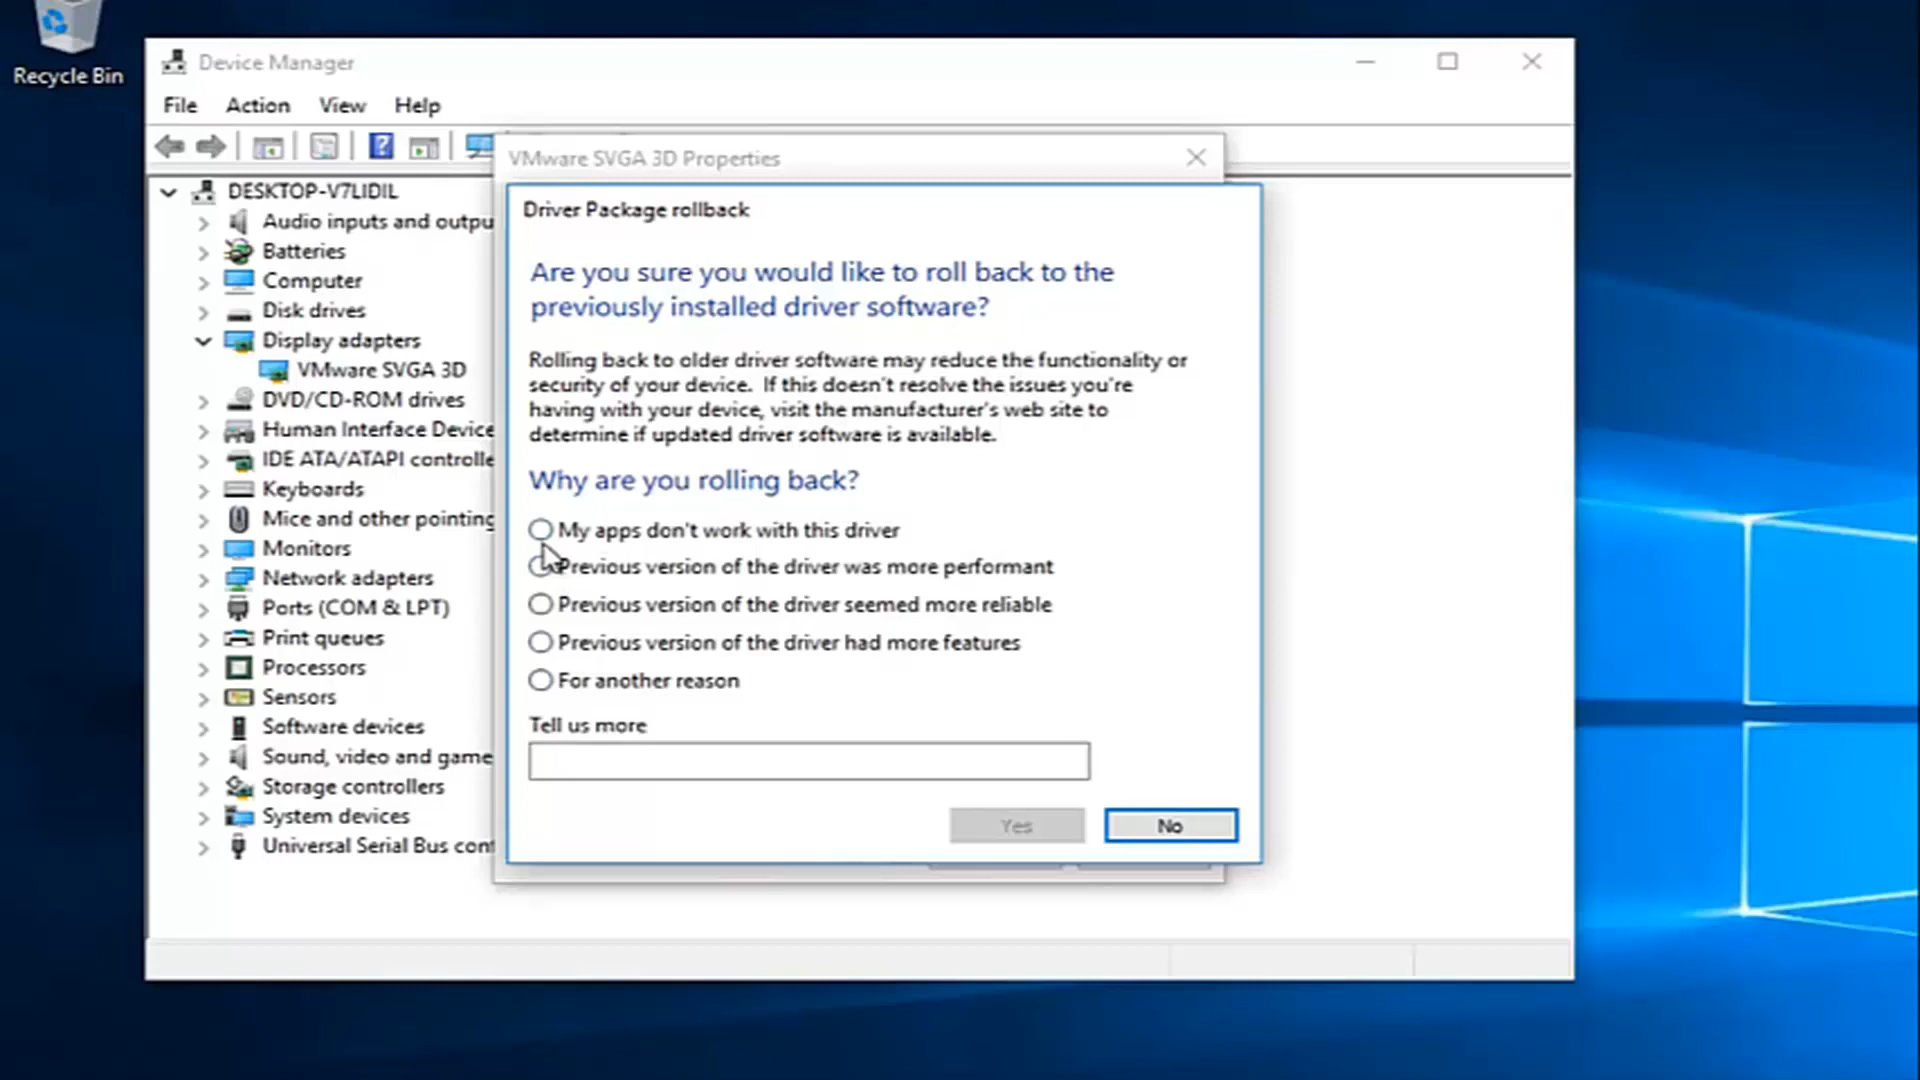 Recycle Bin
Device Manager
File Action View Help
VMware SVGA 3D Properties
DESKTOP-V7LIDIL
Audio inputs and outpu
Batteries
Computer
Disk drives
Display adapters
VMware SVGA 3D
DVD/CD-ROM drives
Human Interface Device
IDE ATA/ATAPI controlle
Keyboards
Mice and other pointing
Monitors
Network adapters
Ports (COM & LPT)
Print queues
Processors
Sensors
Software devices
Sound, video and game
Storage controllers
System devices
Universal Serial Bus cont
Driver Package rollback
Are you sure you would like to roll back to the
previously installed driver software?
Rolling back to older driver software may reduce the functionality or
security of your device. If this doesn't resolve the issues you're
having with your device, visit the manufacturer's web site to
determine if updated driver software is available.
Why are you rolling back?
My apps don't work with this driver
Previous version of the driver was more performant
Previous version of the driver seemed more reliable
Previous version of the driver had more features
For another reason
Tell us more
Yes No